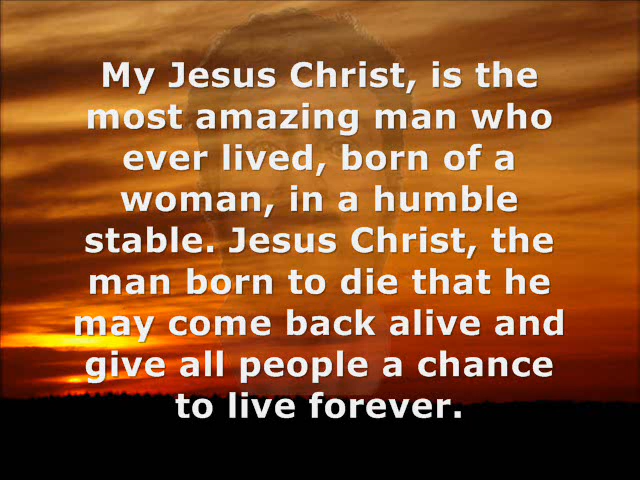 My Jesus Christ, is the
most amazing man who
ever lived, born of a
woman, in a humble
stable. Jesus Christ, the
man born to die that he
may come back alive and
give all people a chance
to live forever.